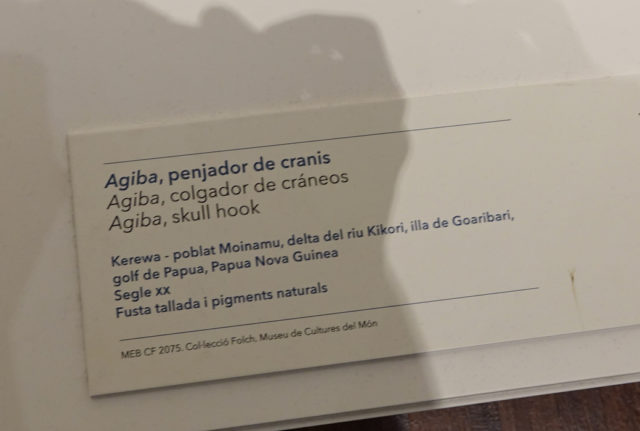 Agiba, penjador de cranis
Agiba, colgador de cráneos
Agiba, skull hook
Kerewa - poblat Moinamu, delta del riu Kikori, illa de Goaribari,
golf de Papua, Papua Nova Guinea
Segle xx
Fusta tallada i pigments naturals
MEB CF 2075. Col·lecció Folch. Museu de Cultures del Món